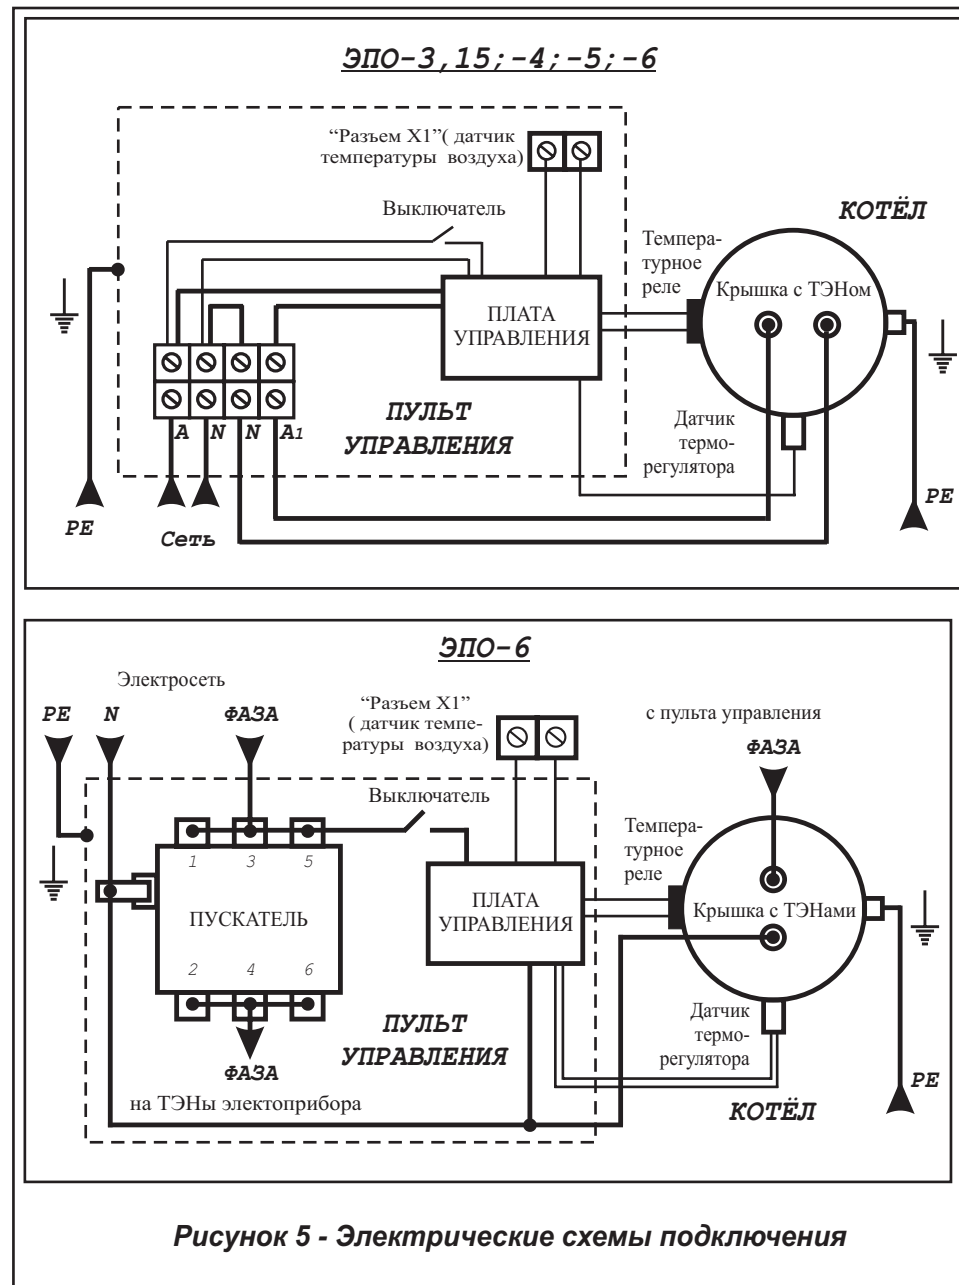 ЭПО-3,15;-4;-5;-6
“Разъем X1”( датчик
температуры воздуха)
Выключатель
КОТЁЛ
Темпера-
турное
реле
Крышка с ТЭНом
ПЛАТА
УПРАВЛЕНИЯ
ПУЛЬТ
УПРАВЛЕНИЯ
A N N A1
Датчик
термо-
регулятора
PE
Сеть
PE
ЭПО-6
Электросеть
PE N ФАЗА
“Разъем X1”
( датчик темпе-
ратуры воздуха)
с пульта управления
ФАЗА
Выключатель
Темпера-
турное
реле
1 3 5
ПУСКАТЕЛЬ
2 4 6
ПЛАТА
УПРАВЛЕНИЯ
Крышка с ТЭНами
ПУЛЬТ
УПРАВЛЕНИЯ
Датчик
термо-
регулятора
ФАЗА
на ТЭНы электоприбора
PE
КОТЁЛ
Рисунок 5 - Электрические схемы подключения